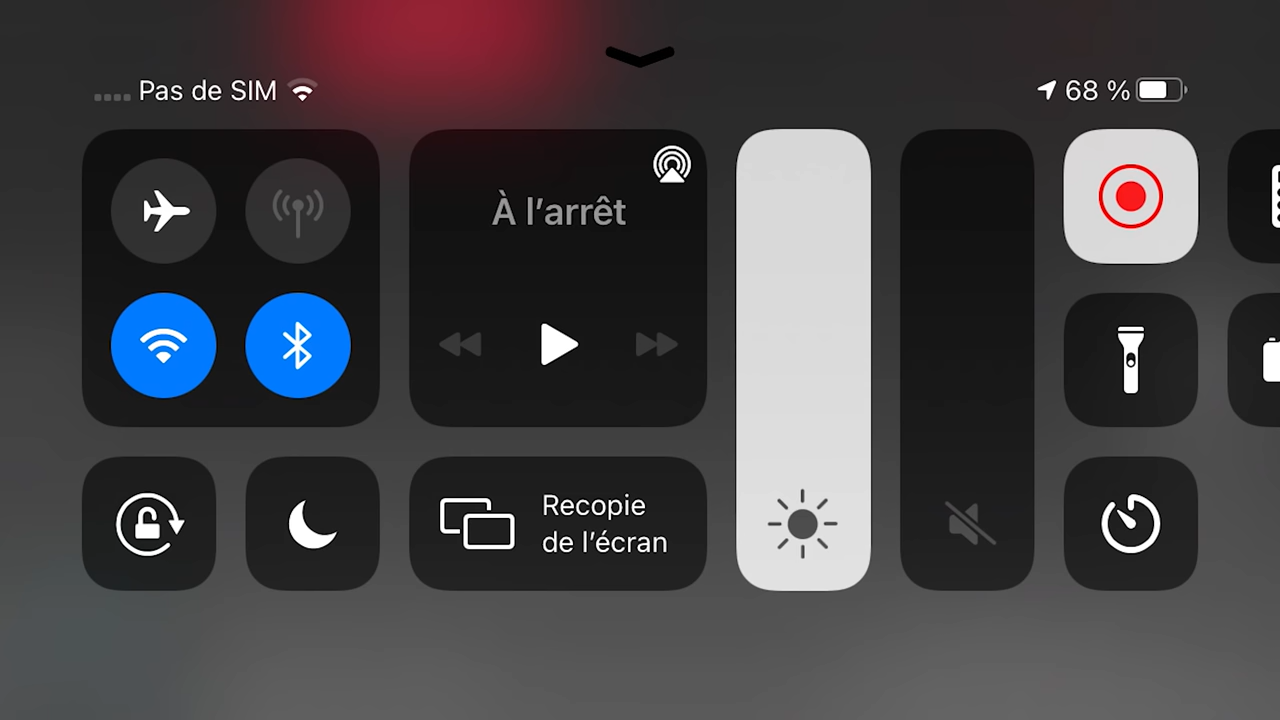 Pas de SIM
68 %
À l’arrêt
Recopie
de l’écran